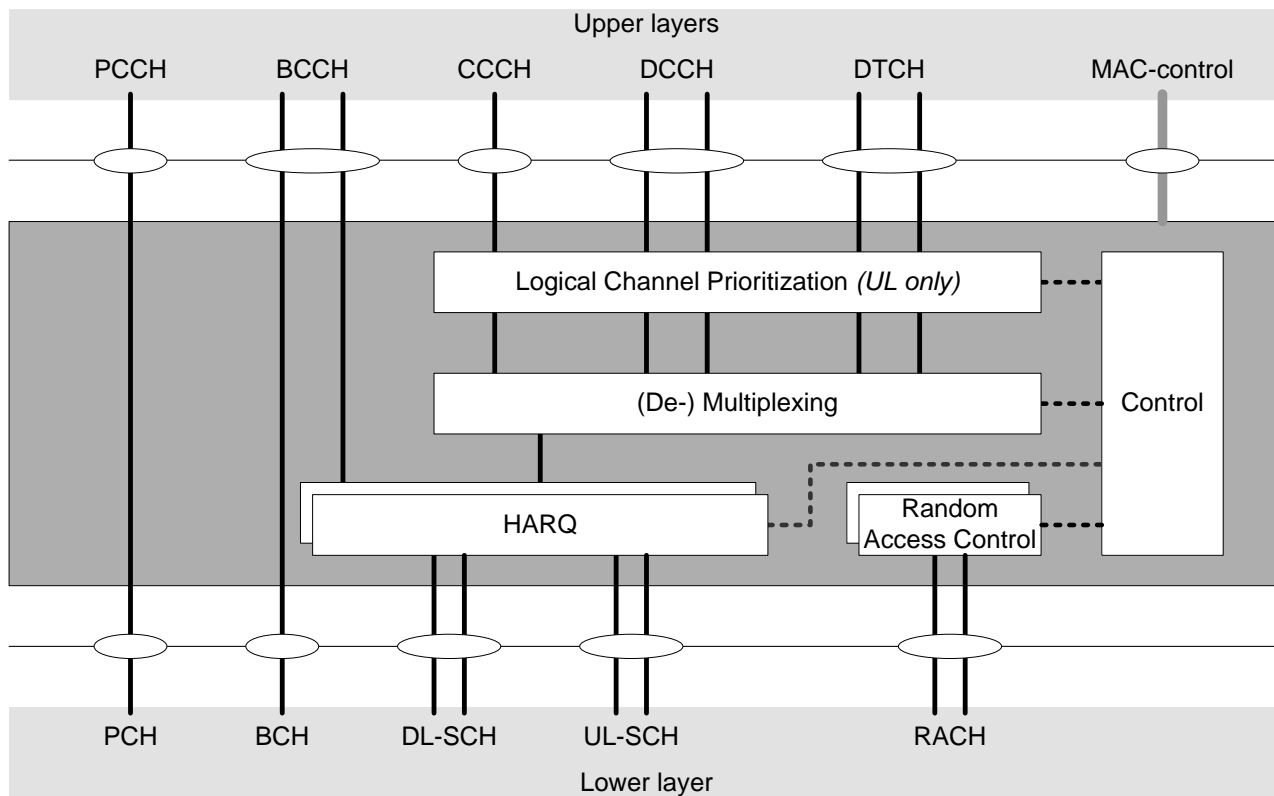 Upper layers
PCCH BCCH CCCH DCCH DTCH MAC-control
Logical Channel Prioritization (UL only)
(De-) Multiplexing
Control
HARQ
Random
Access Control
PCH BCH DL-SCH UL-SCH RACH
Lower layer